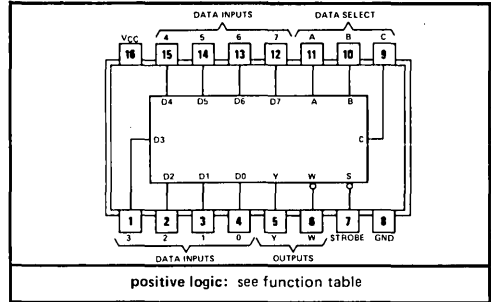 DATA INPUTS DATA SELECT
VCC 4 5 6 7 A B C
16 15 14 13 12 11 10 9
D4 D5 D6 D7 A B
D3 C
D2 D1 D0 Y W S
1 2 3 4 5 6 7 8
3 2 1 0 Y W STROBE GND
DATA INPUTS OUTPUTS
positive logic: see function table